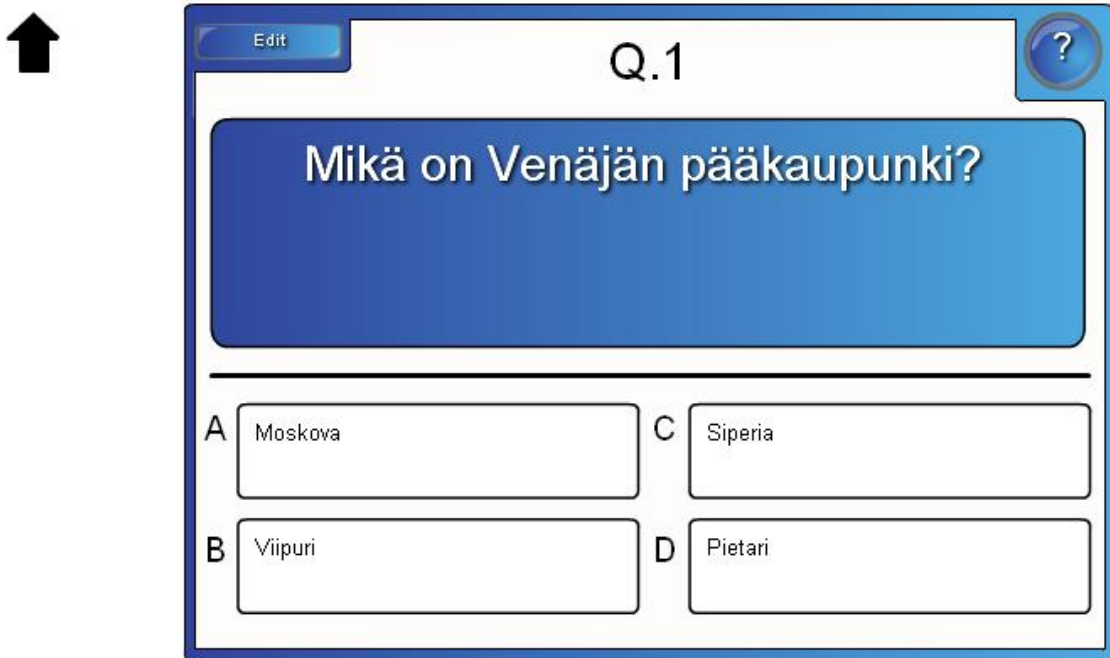 Edit
Q.1
?
Mikä on Venäjän pääkaupunki?
A Moskova
C Siperia
B Viipuri
D Pietari